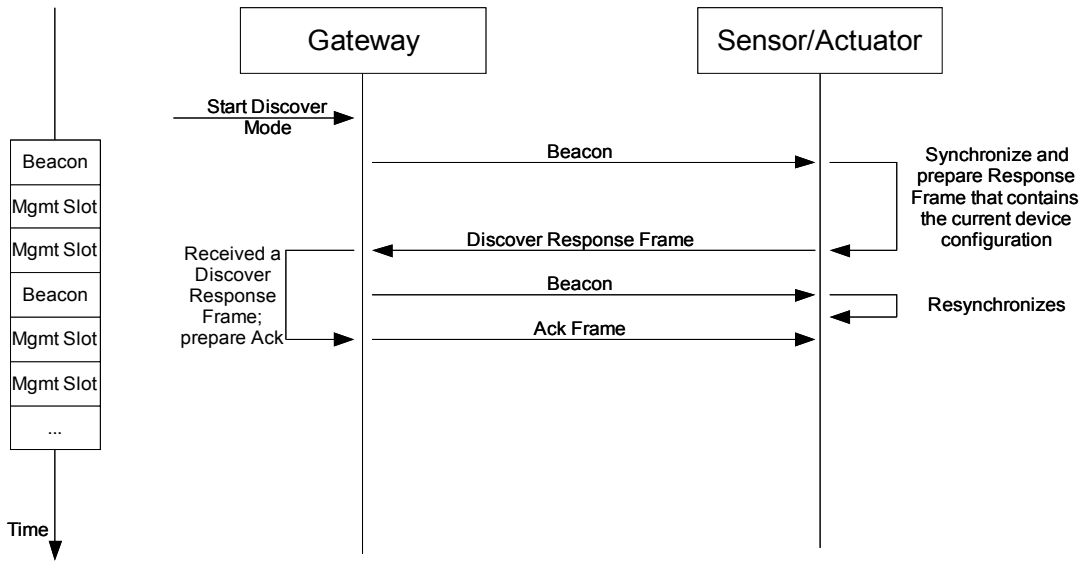 Gateway
Sensor/Actuator
Start Discover
Mode
Beacon
Mgmt Slot
Mgmt Slot
Beacon
Mgmt Slot
Mgmt Slot
...
Time
Beacon
Synchronize and
prepare Response
Frame that contains
the current device
configuration
Discover Response Frame
Received a
Discover
Response
Frame;
prepare Ack
Beacon
Resynchronizes
Ack Frame